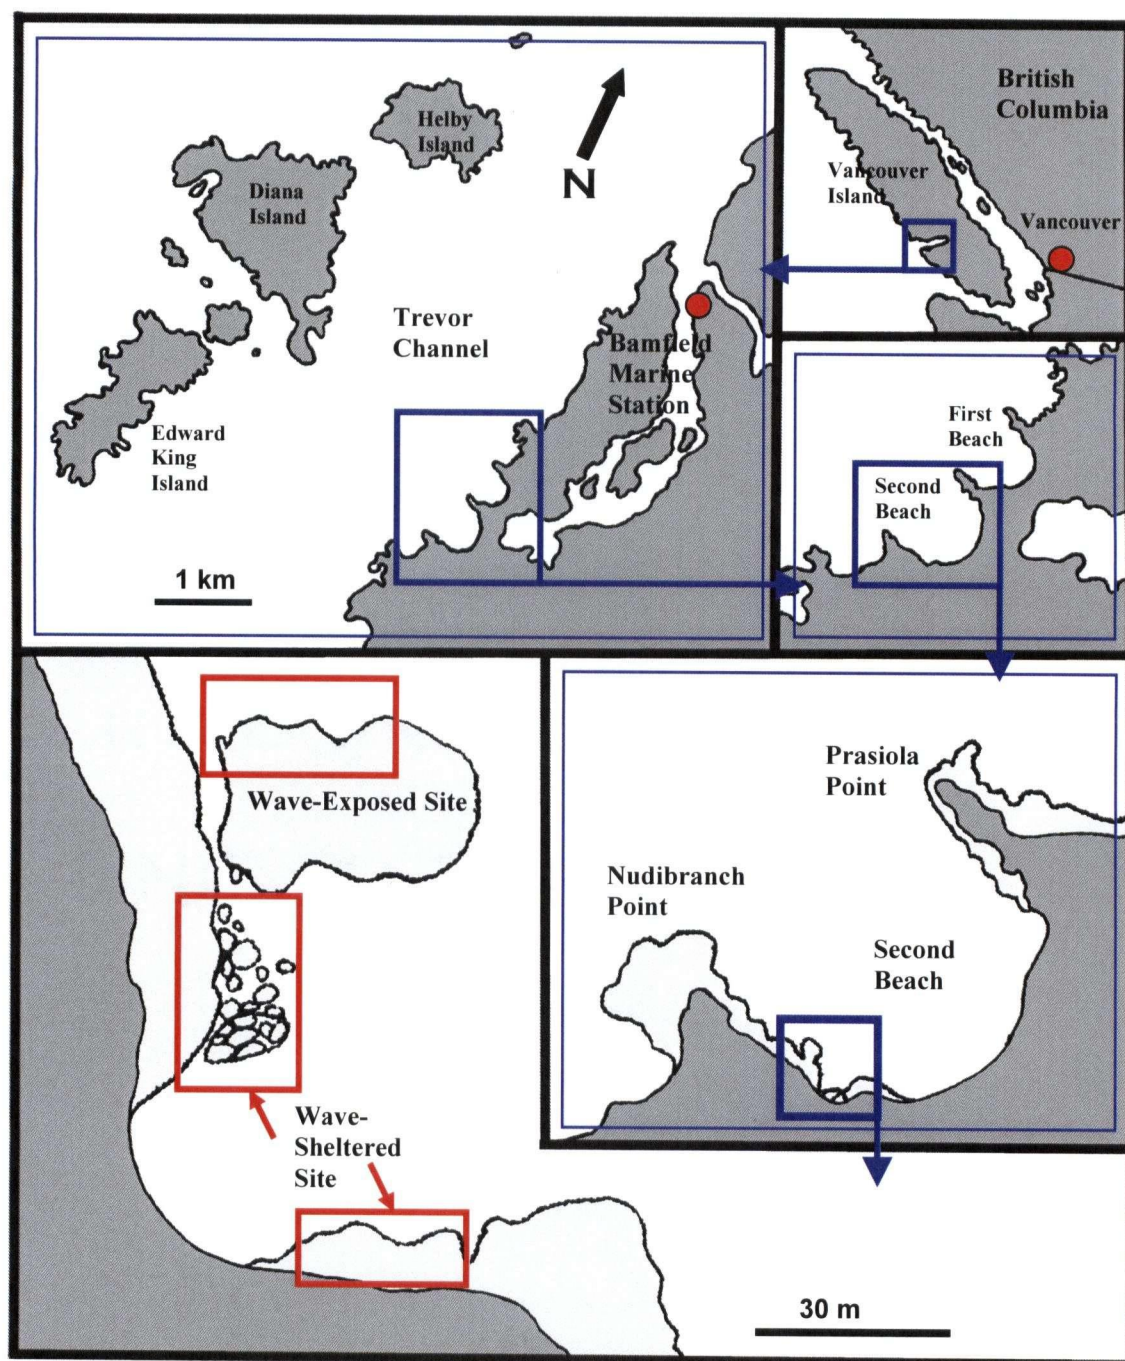 Helby
Island
N
Diana
Island
Trevor
Channel
Bamfield
Marine
Station
Edward
King
Island
1 km
British
Columbia
Vancouver
Island
Vancouver
First
Beach
Second
Beach
Wave-Exposed Site
Wave-
Sheltered
Site
Prasiola
Point
Nudibranch
Point
Second
Beach
30 m